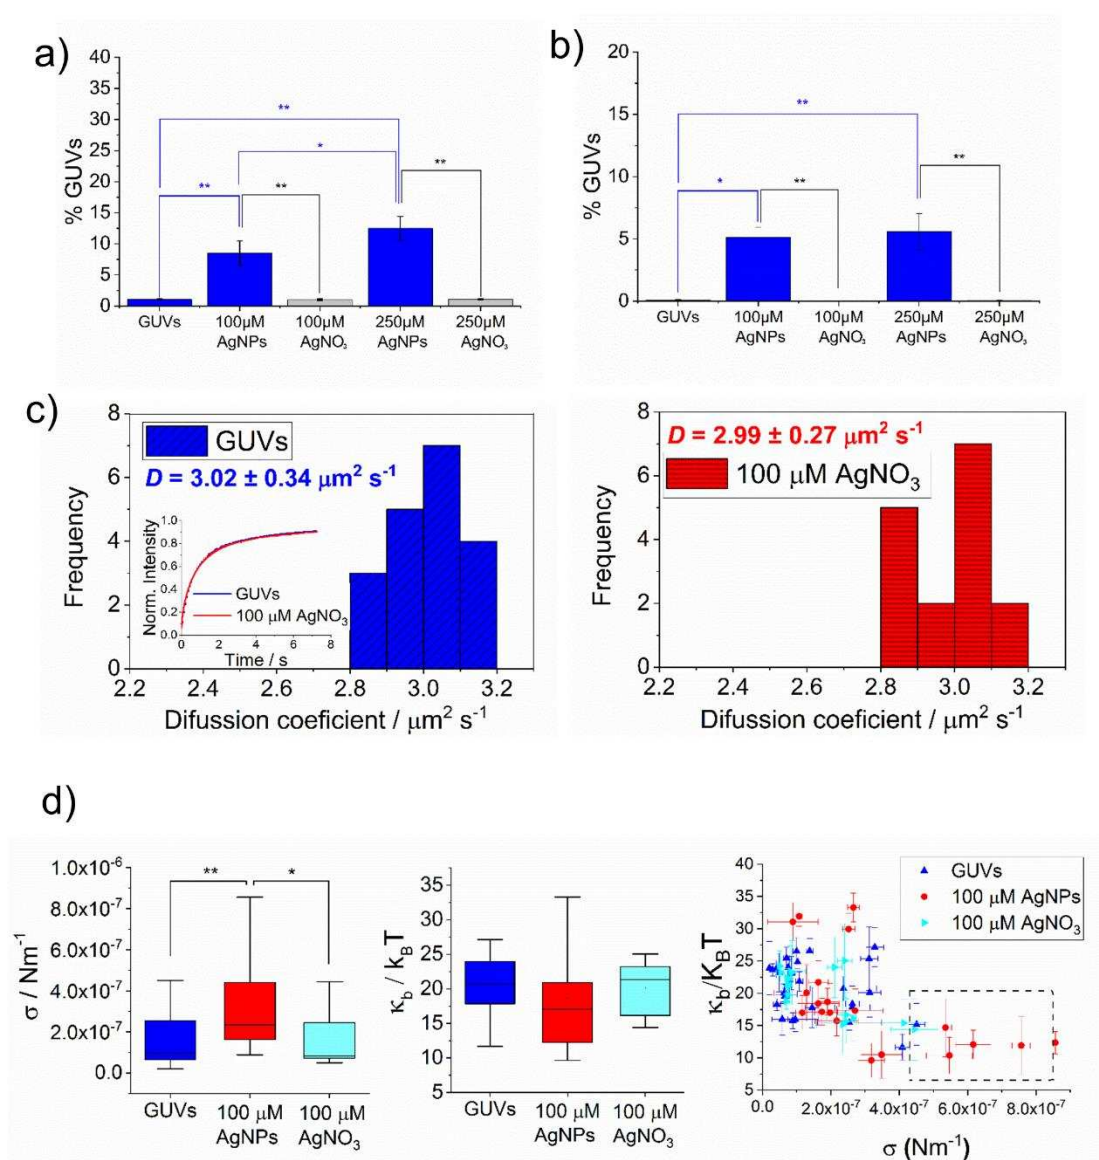 a)
40
35
30
25
20
15
10
5
0
% GUVs
**
*
**
**
**
GUVs
100μM
AgNPs
100μM
AgNO3
250μM
AgNPs
250μM
AgNO3
b)
20
15
10
5
0
% GUVs
**
*
**
**
GUVs
100μM
AgNPs
100μM
AgNO3
250μM
AgNPs
250μM
AgNO3
c)
8
6
4
2
0
Frequency
GUVs
D = 3.02 ± 0.34 μm² s⁻¹
1.0
0.8
0.6
0.4
0.2
0.0
Norm. Intensity
GUVs
100 μM AgNO3
0 2 4 6 8
Time / s
2.2 2.4 2.6 2.8 3.0 3.2
Difussion coeficient / μm² s⁻¹
8
6
4
2
0
Frequency
D = 2.99 ± 0.27 μm² s⁻¹
100 μM AgNO3
2.2 2.4 2.6 2.8 3.0 3.2
Difussion coeficient / μm² s⁻¹
d)
1.0x10⁻⁶
8.0x10⁻⁷
6.0x10⁻⁷
4.0x10⁻⁷
2.0x10⁻⁷
0.0
σ / Nm⁻¹
**
*
GUVs
100 μM
AgNPs
100 μM
AgNO3
35
30
25
20
15
10
5
κb / kBT
GUVs
100 μM
AgNPs
100 μM
AgNO3
40
35
30
25
20
15
10
5
κb/KBT
GUVs
100 μM AgNPs
100 μM AgNO3
0.0 2.0x10⁻⁷ 4.0x10⁻⁷ 6.0x10⁻⁷ 8.0x10⁻⁷
σ (Nm⁻¹)